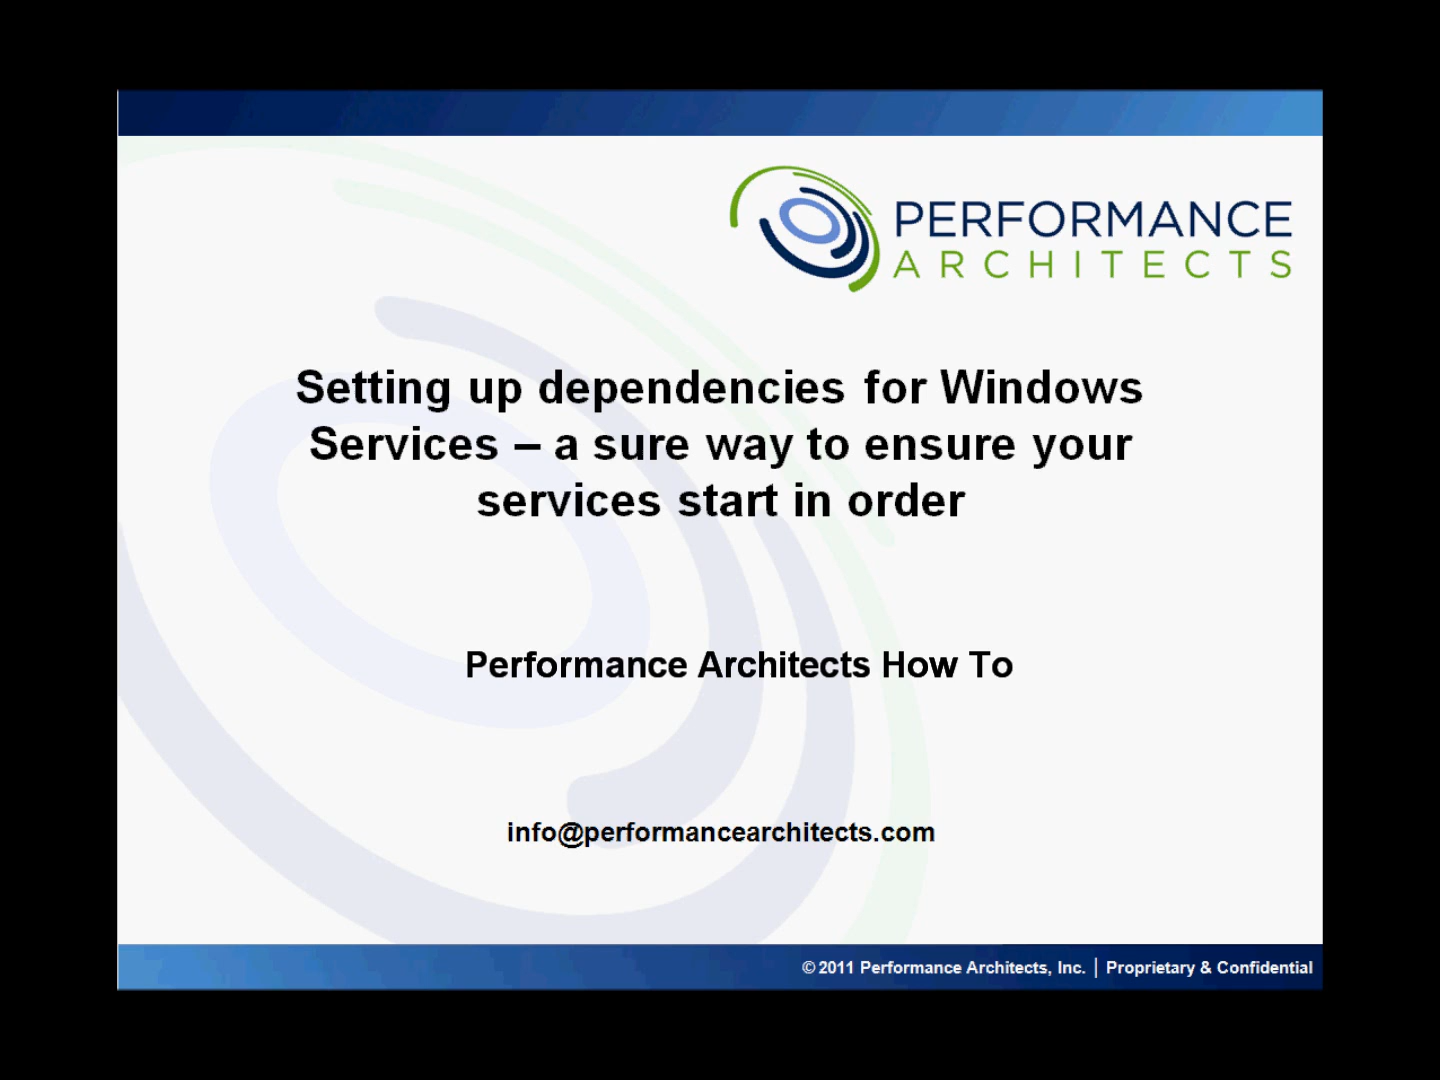 PERFORMANCE
ARCHITECTS
Setting up dependencies for Windows
Services – a sure way to ensure your
services start in order
Performance Architects How To
info@performancearchitects.com
© 2011 Performance Architects, Inc. | Proprietary & Confidential